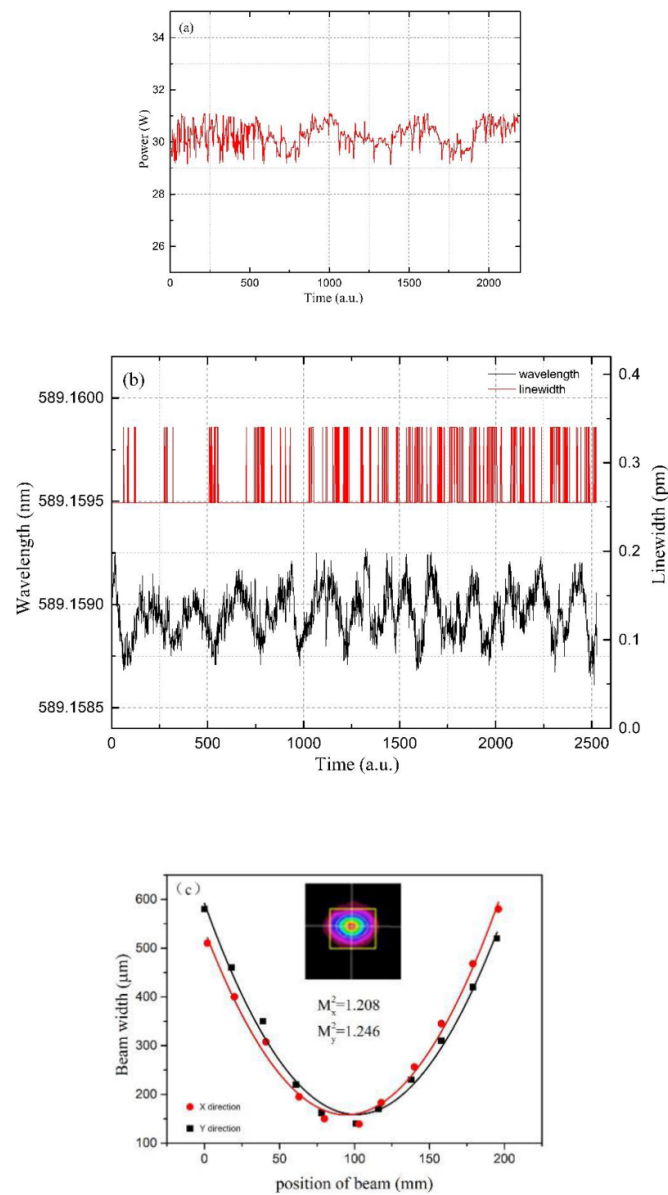 (a)
34
32
30
28
26
Power (W)
0 500 1000 1500 2000
Time (a.u.)
(b)
wavelength
linewidth
589.1600
589.1595
589.1590
589.1585
Wavelength (nm)
0.4
0.3
0.2
0.1
0.0
Linewidth (pm)
0 500 1000 1500 2000 2500
Time (a.u.)
(c)
600
500
400
300
200
100
Beam width (μm)
M²x=1.208
M²y=1.246
X direction
Y direction
0 50 100 150 200
position of beam (mm)